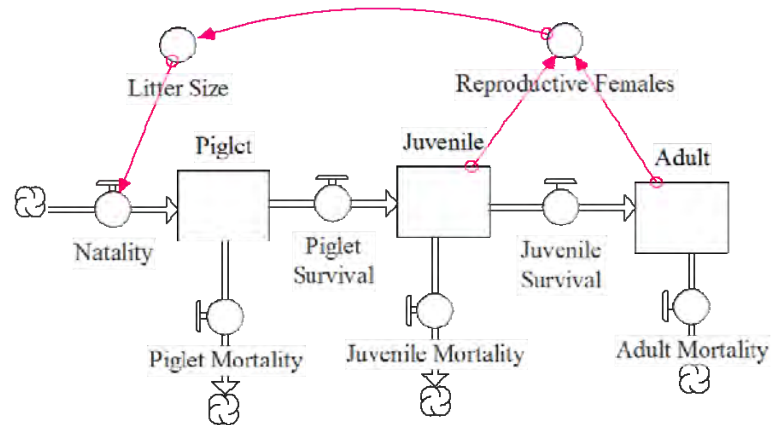 Litter Size
Reproductive Females
Piglet
Juvenile
Adult
Natality
Piglet
Survival
Juvenile
Survival
Piglet Mortality
Juvenile Mortality
Adult Mortality